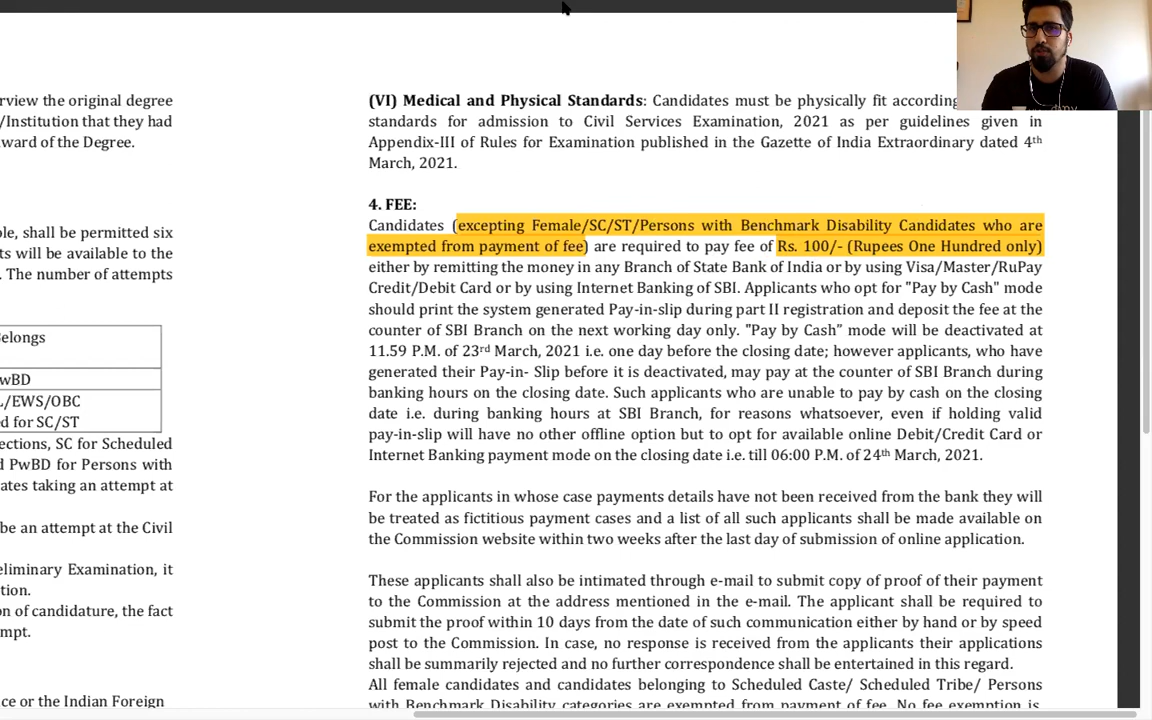 rview the original degree
/Institution that they had
ward of the Degree.
ble, shall be permitted six
ts will be available to the
. The number of attempts
elongs
wBD
L/EWS/OBC
d for SC/ST
ections, SC for Scheduled
d PwBD for Persons with
ates taking an attempt at
be an attempt at the Civil
eliminary Examination, it
tion.
on of candidature, the fact
mpt.
ce or the Indian Foreign
(VI) Medical and Physical Standards: Candidates must be physically fit according
standards for admission to Civil Services Examination, 2021 as per guidelines given in
Appendix-III of Rules for Examination published in the Gazette of India Extraordinary dated 4th
March, 2021.
4. FEE:
Candidates (excepting Female/SC/ST/Persons with Benchmark Disability Candidates who are
exempted from payment of fee) are required to pay fee of Rs. 100/- (Rupees One Hundred only)
either by remitting the money in any Branch of State Bank of India or by using Visa/Master/RuPay
Credit/Debit Card or by using Internet Banking of SBI. Applicants who opt for "Pay by Cash" mode
should print the system generated Pay-in-slip during part II registration and deposit the fee at the
counter of SBI Branch on the next working day only. "Pay by Cash" mode will be deactivated at
11.59 P.M. of 23rd March, 2021 i.e. one day before the closing date; however applicants, who have
generated their Pay-in- Slip before it is deactivated, may pay at the counter of SBI Branch during
banking hours on the closing date. Such applicants who are unable to pay by cash on the closing
date i.e. during banking hours at SBI Branch, for reasons whatsoever, even if holding valid
pay-in-slip will have no other offline option but to opt for available online Debit/Credit Card or
Internet Banking payment mode on the closing date i.e. till 06:00 P.M. of 24th March, 2021.
For the applicants in whose case payments details have not been received from the bank they will
be treated as fictitious payment cases and a list of all such applicants shall be made available on
the Commission website within two weeks after the last day of submission of online application.
These applicants shall also be intimated through e-mail to submit copy of proof of their payment
to the Commission at the address mentioned in the e-mail. The applicant shall be required to
submit the proof within 10 days from the date of such communication either by hand or by speed
post to the Commission. In case, no response is received from the applicants their applications
shall be summarily rejected and no further correspondence shall be entertained in this regard.
All female candidates and candidates belonging to Scheduled Caste/ Scheduled Tribe/ Persons
with Benchmark Disability categories are exempted from payment of fee. No fee exemption is,